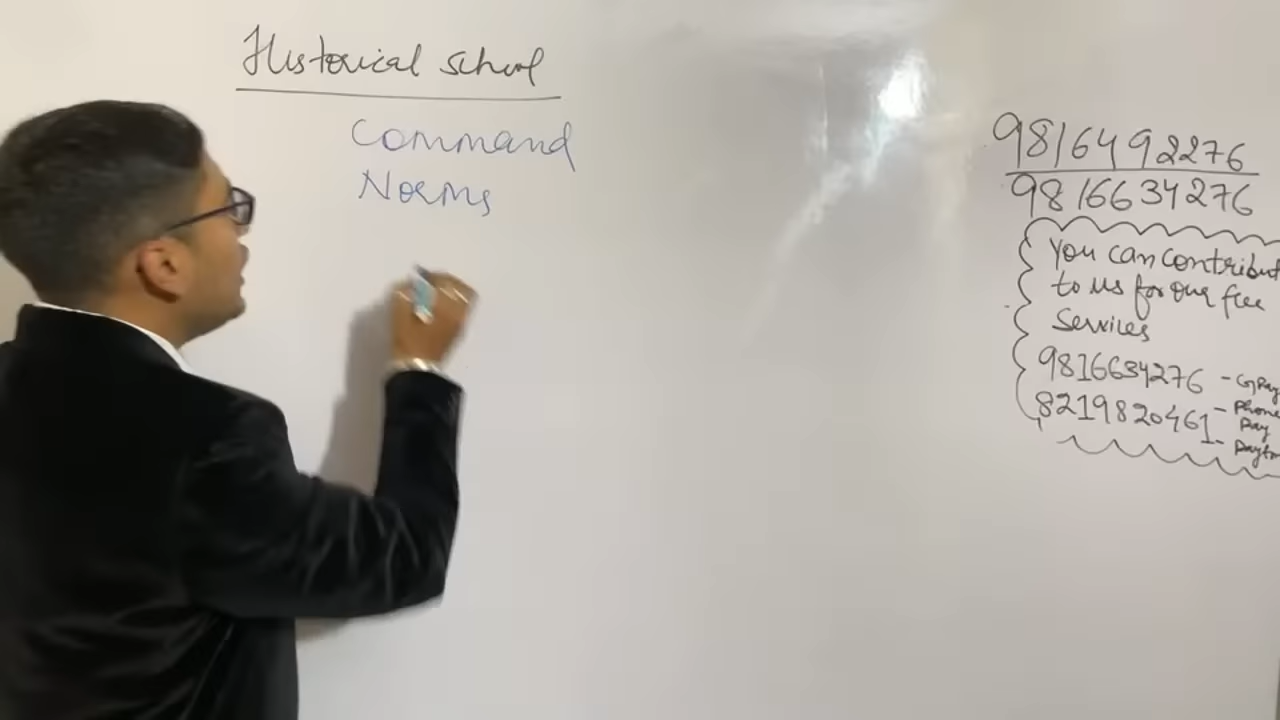 Historical school
Command
Norms
9816492276
9816634276
You can contribut
to us for our free
Services
9816634276 - GPay
8219820461 - Phone
Pay
- Paytm